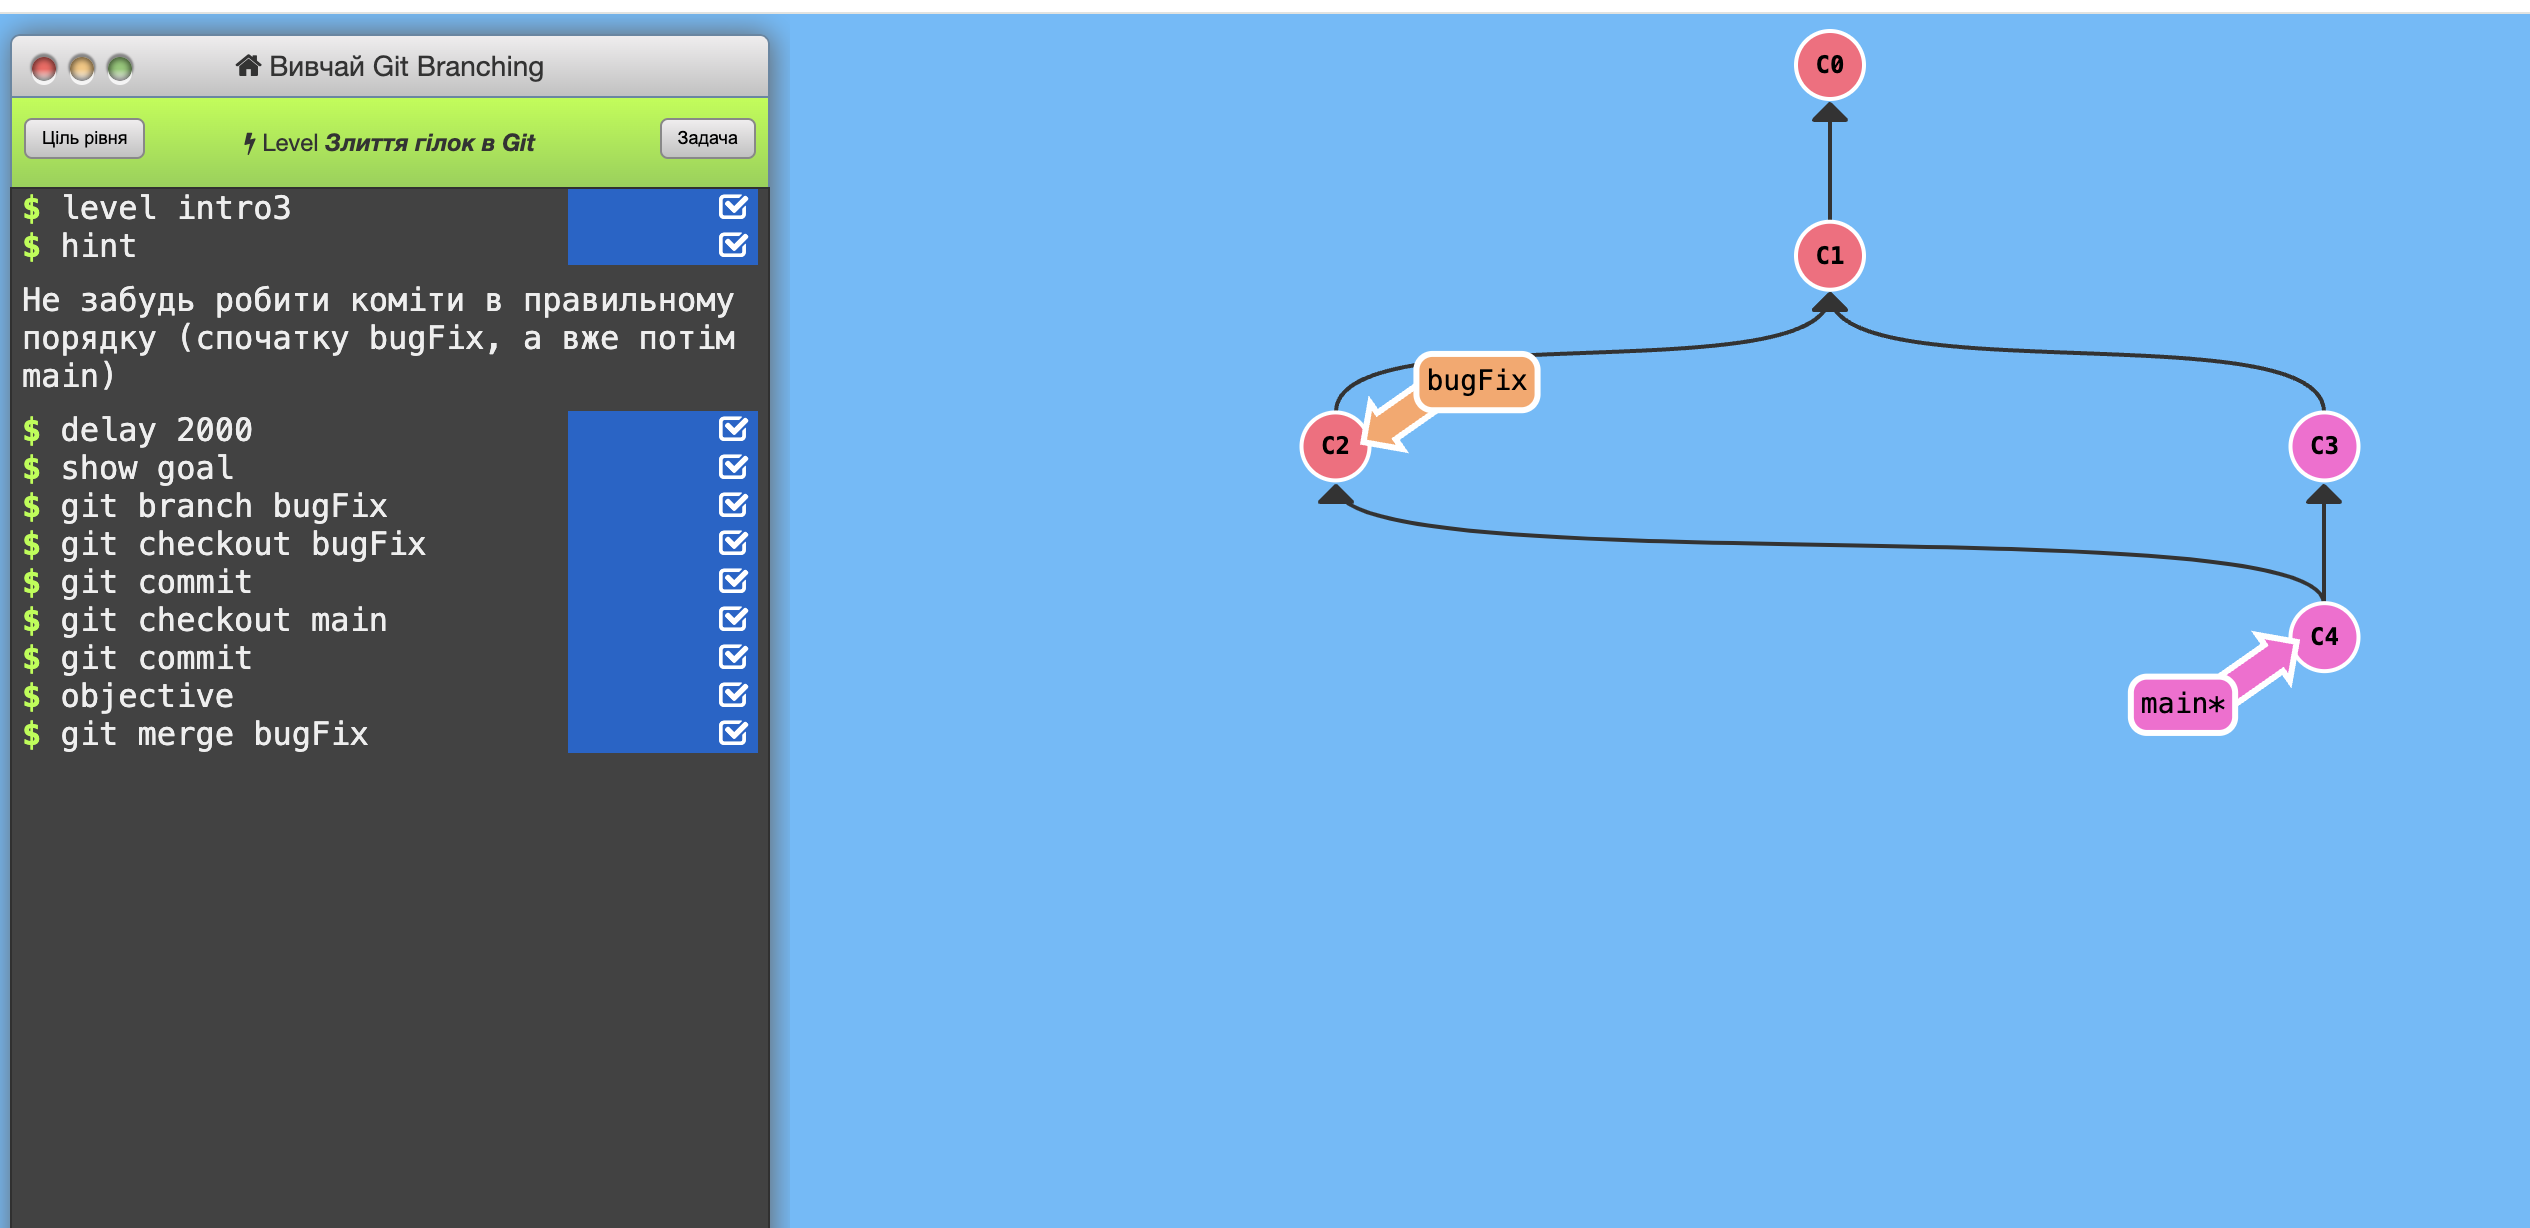 Вивчай Git Branching
Ціль рівня
Level Злиття гілок в Git
Задача
$ level intro3
$ hint
Не забудь робити коміти в правильному
порядку (спочатку bugFix, а вже потім
main)
$ delay 2000
$ show goal
$ git branch bugFix
$ git checkout bugFix
$ git commit
$ git checkout main
$ git commit
$ objective
$ git merge bugFix
C0
C1
bugFix
C2
C3
C4
main*